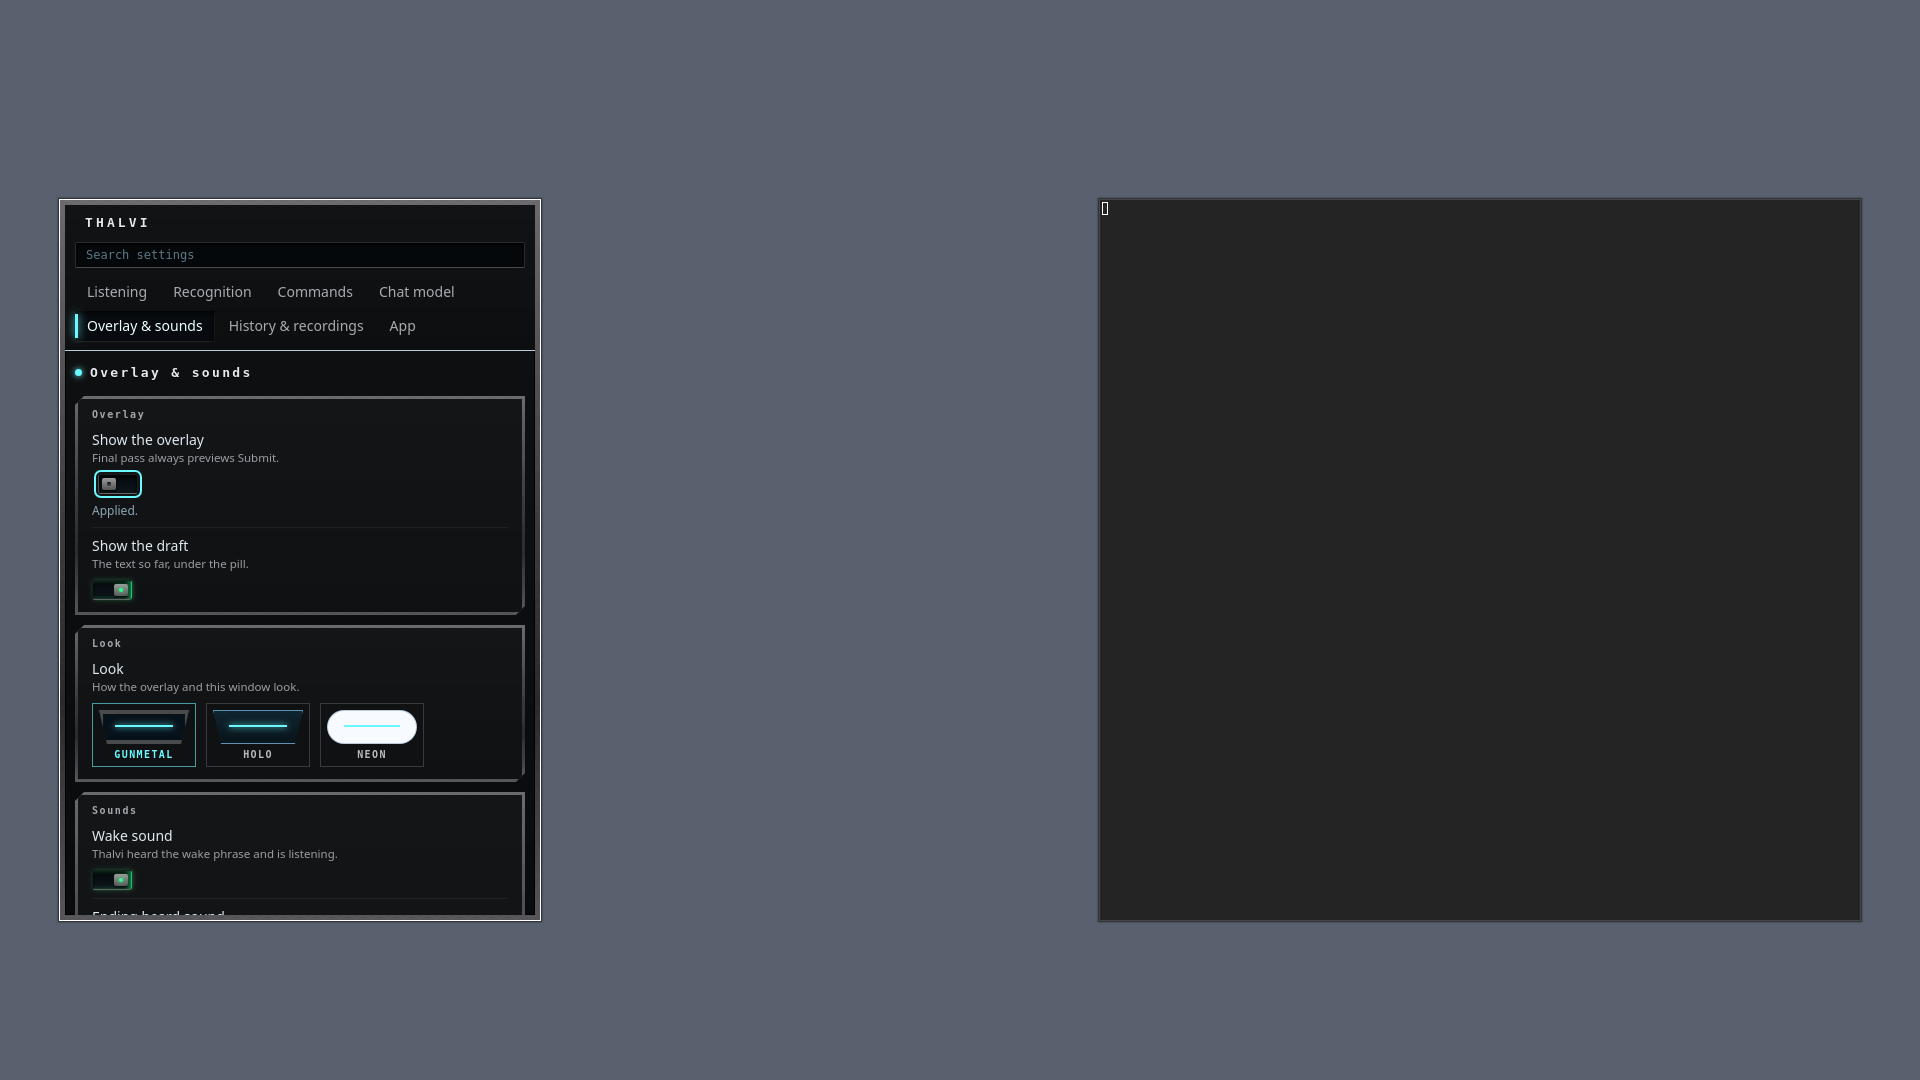 THALVI
Search settings
Listening Recognition Commands Chat model
Overlay & sounds History & recordings App
Overlay & sounds
Overlay
Show the overlay
Final pass always previews Submit.
Applied.
Show the draft
The text so far, under the pill.
Look
Look
How the overlay and this window look.
GUNMETAL HOLO NEON
Sounds
Wake sound
Thalvi heard the wake phrase and is listening.
Ending heard sound